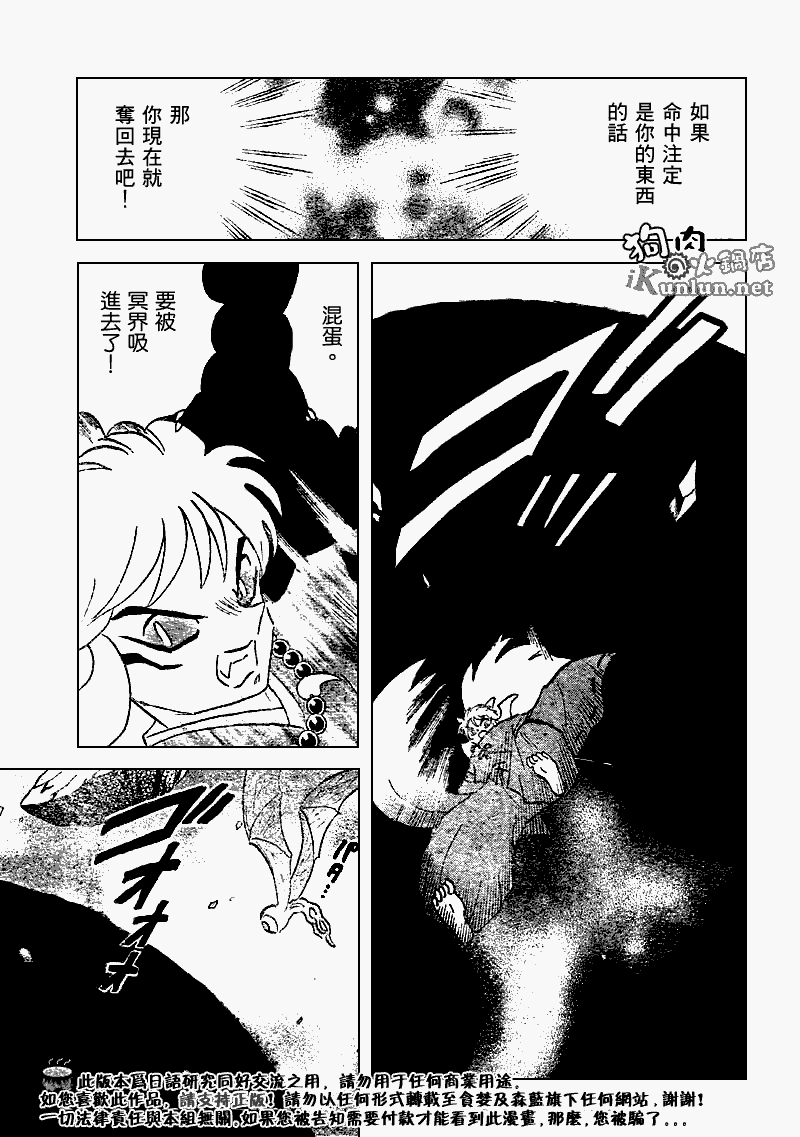 如果
命中注定
是你的東西
的話
那
你現在就
奪回去吧！
狗肉
火鍋店
iKunlun.net
混蛋。
要被
冥界吸
進去了！
ゴオオオ
此版本爲日語研究同好交流之用，請勿用于任何商業用途。
如您喜歡此作品，請支持正版！請勿以任何形式轉載至貪婪及森藍旗下任何網站，謝謝！
一切法律責任與本組無關。如果您被告知需要付款才能看到此漫畫，那麼，您被騙了。。。